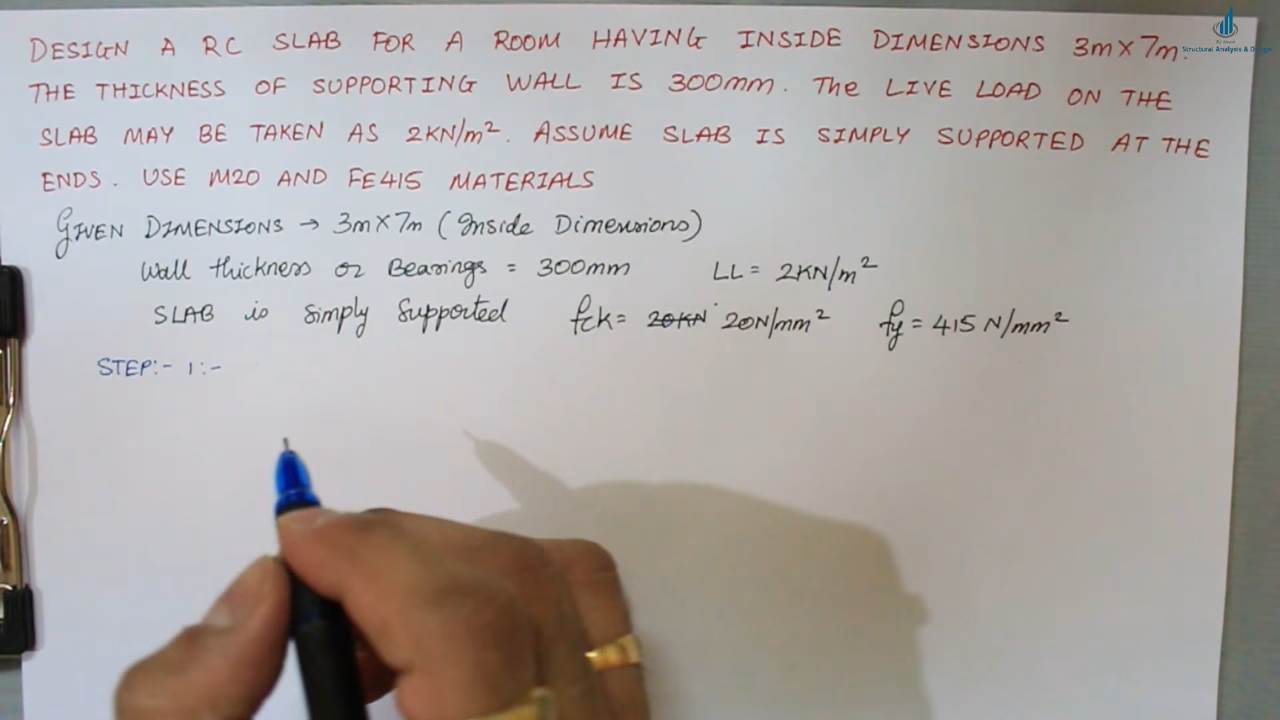 DESIGN A RC SLAB FOR A ROOM HAVING INSIDE DIMENSIONS 3m X 7m.
THE THICKNESS OF SUPPORTING WALL IS 300mm. The LIVE LOAD ON THE
SLAB MAY BE TAKEN AS 2KN/m². ASSUME SLAB IS SIMPLY SUPPORTED AT THE
ENDS. USE M20 AND FE415 MATERIALS
GIVEN DIMENSIONS → 3m X 7m (Inside Dimensions)
Wall thickness or Bearings = 300mm LL = 2KN/m²
SLAB is Simply Supported fck = 20KN 20N/mm² fy = 415 N/mm²
STEP:- 1:-
Structural Analysis & Design